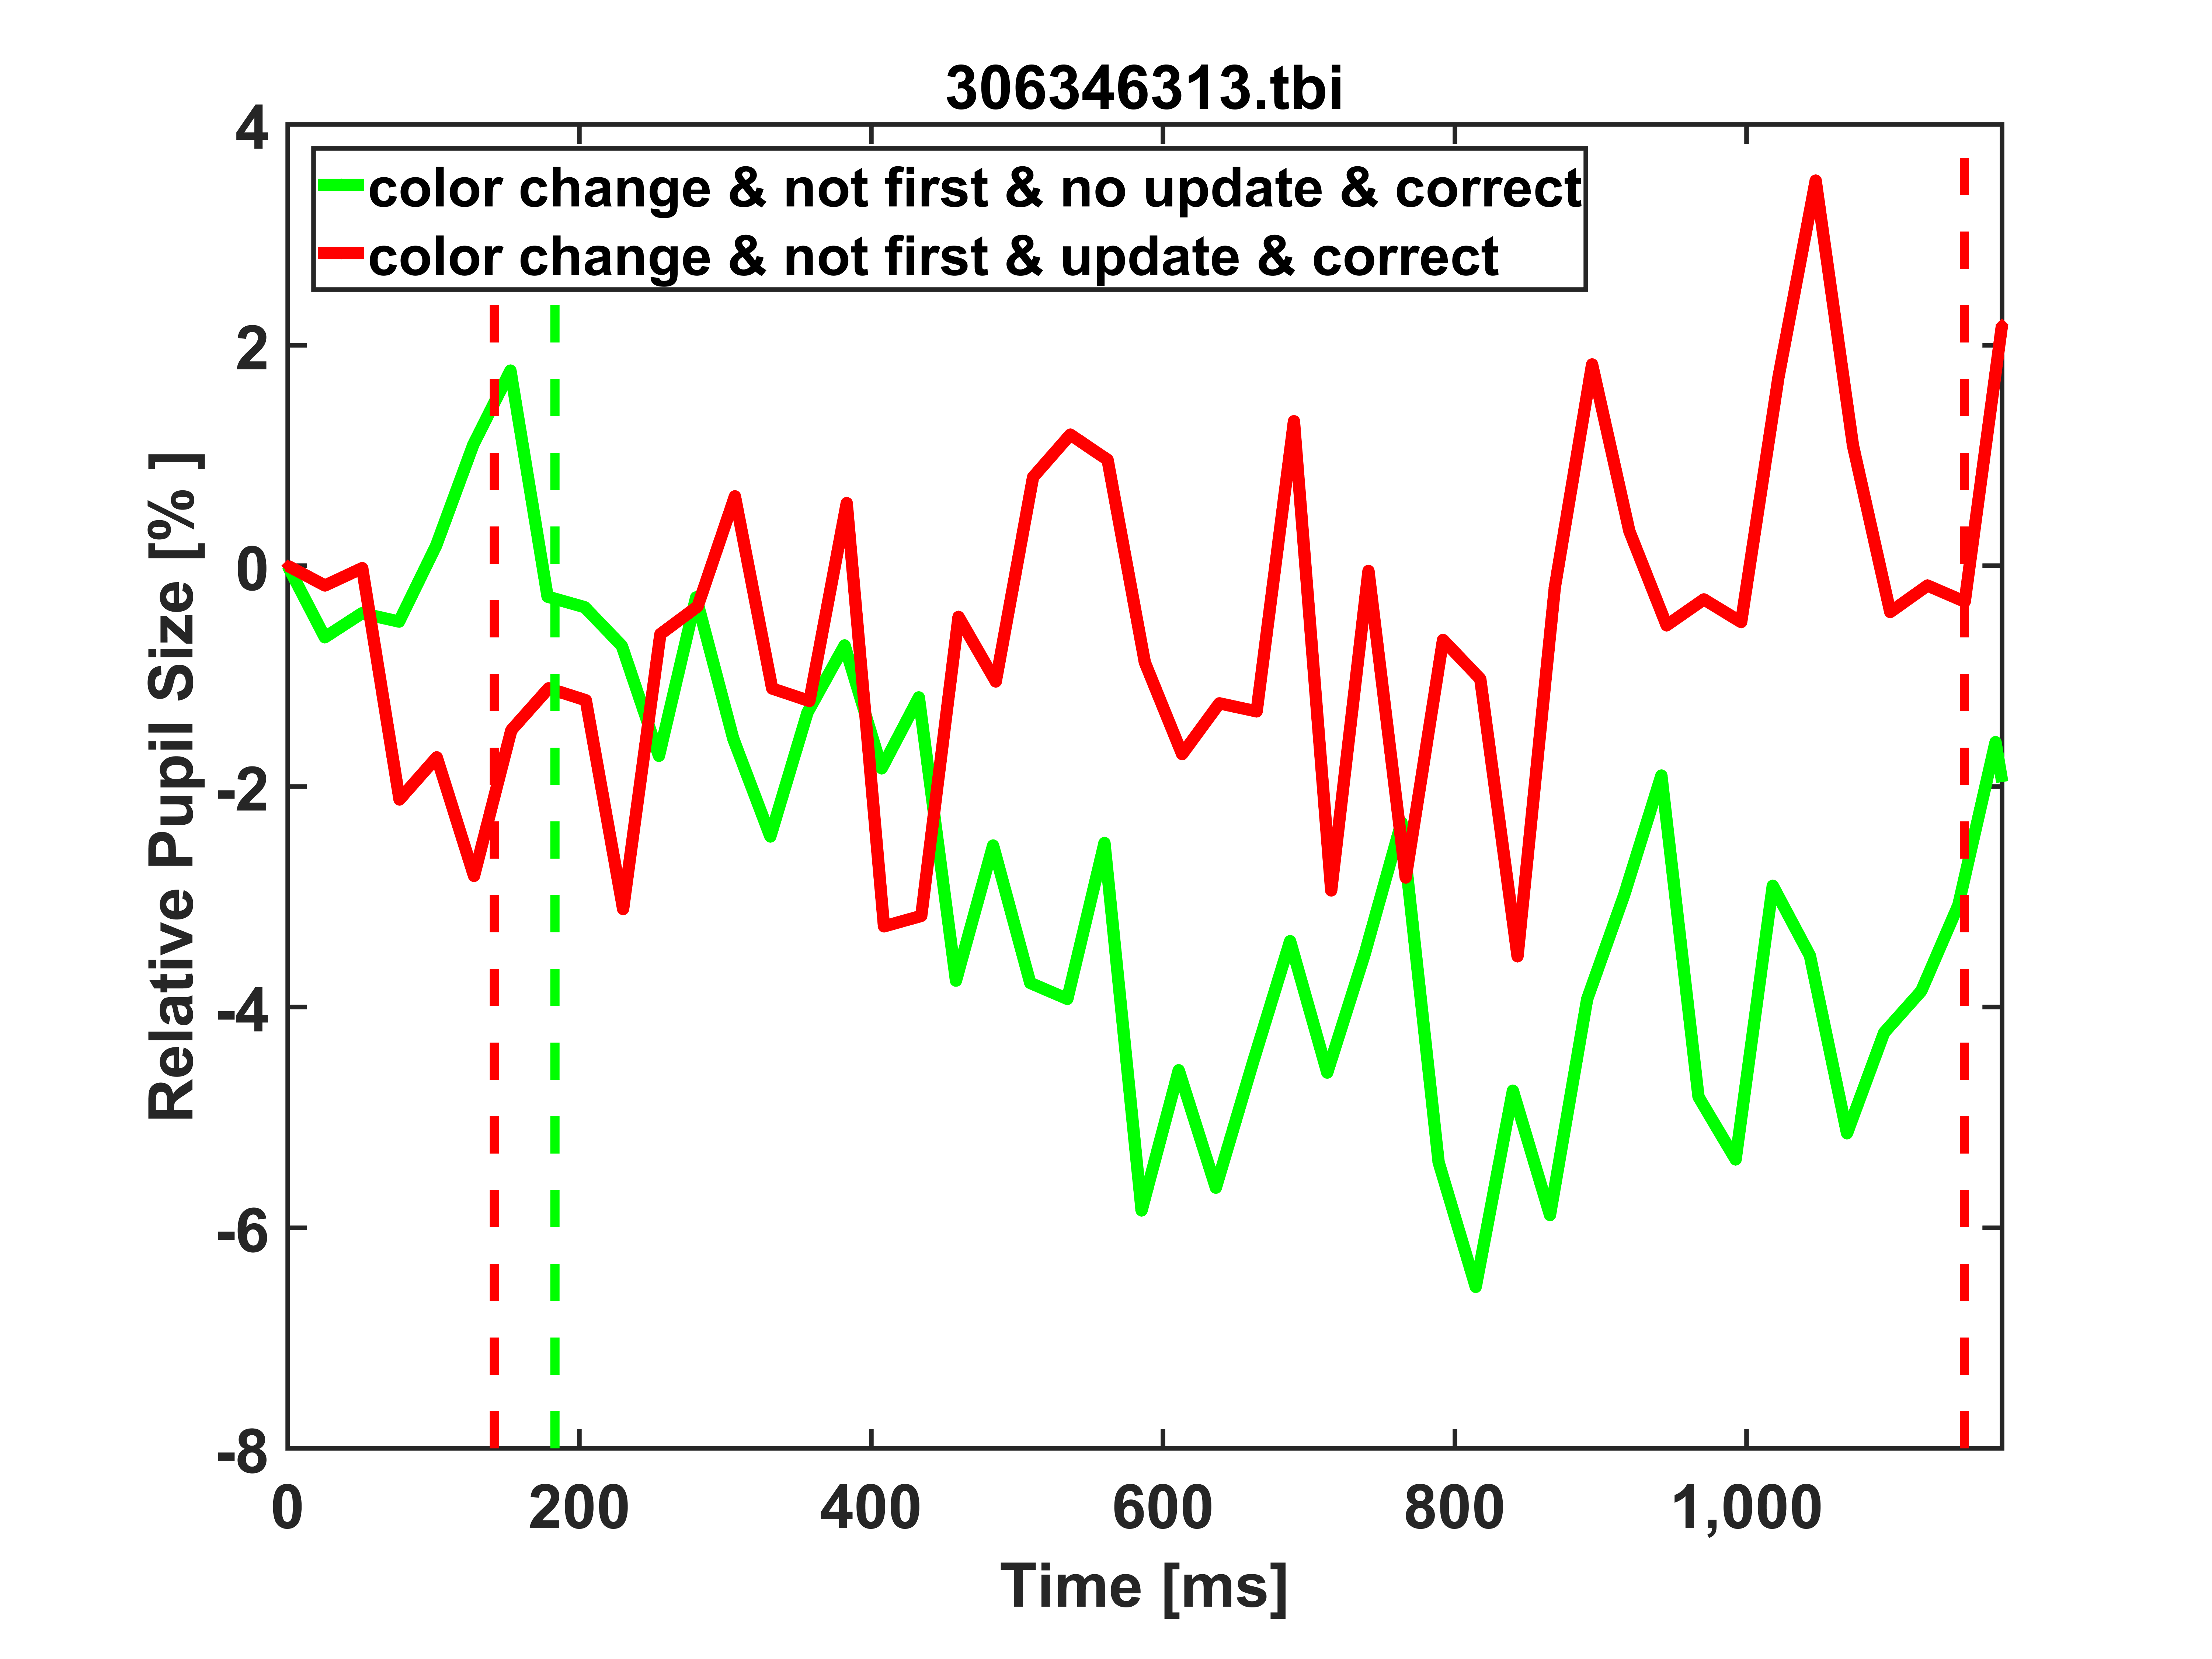 306346313.tbi
4
color change & not first & no update & correct
color change & not first & update & correct
2
0
-2
-4
-6
-8
Relative Pupil Size [% ]
0 200 400 600 800 1,000
Time [ms]